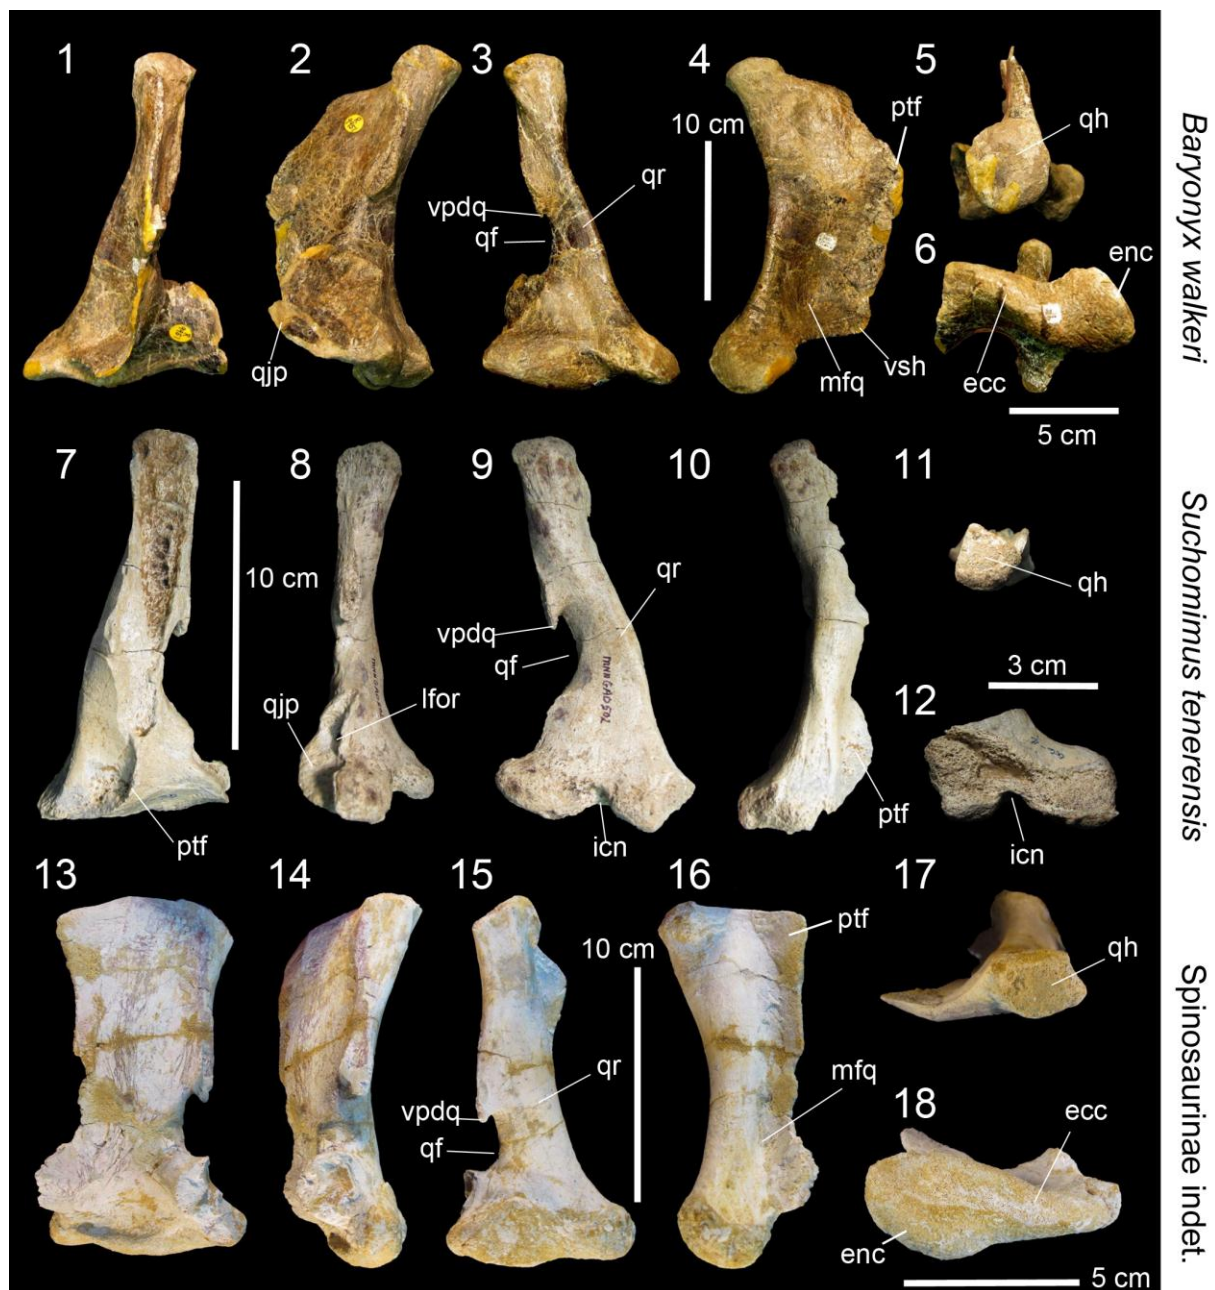 1
2
3
4
5
ptf
10 cm
qh
qr
vpdq
qf
6
enc
qjp
mfq
vsh
ecc
5 cm
Baryonyx walkeri
7
8
9
10
11
10 cm
qh
qr
vpdq
qf
3 cm
12
qjp
lfor
ptf
icn
ptf
icn
Suchomimus tenerensis
13
14
15
16
17
ptf
10 cm
qh
qr
mfq
vpdq
qf
18
ecc
enc
5 cm
Spinosaurinae indet.